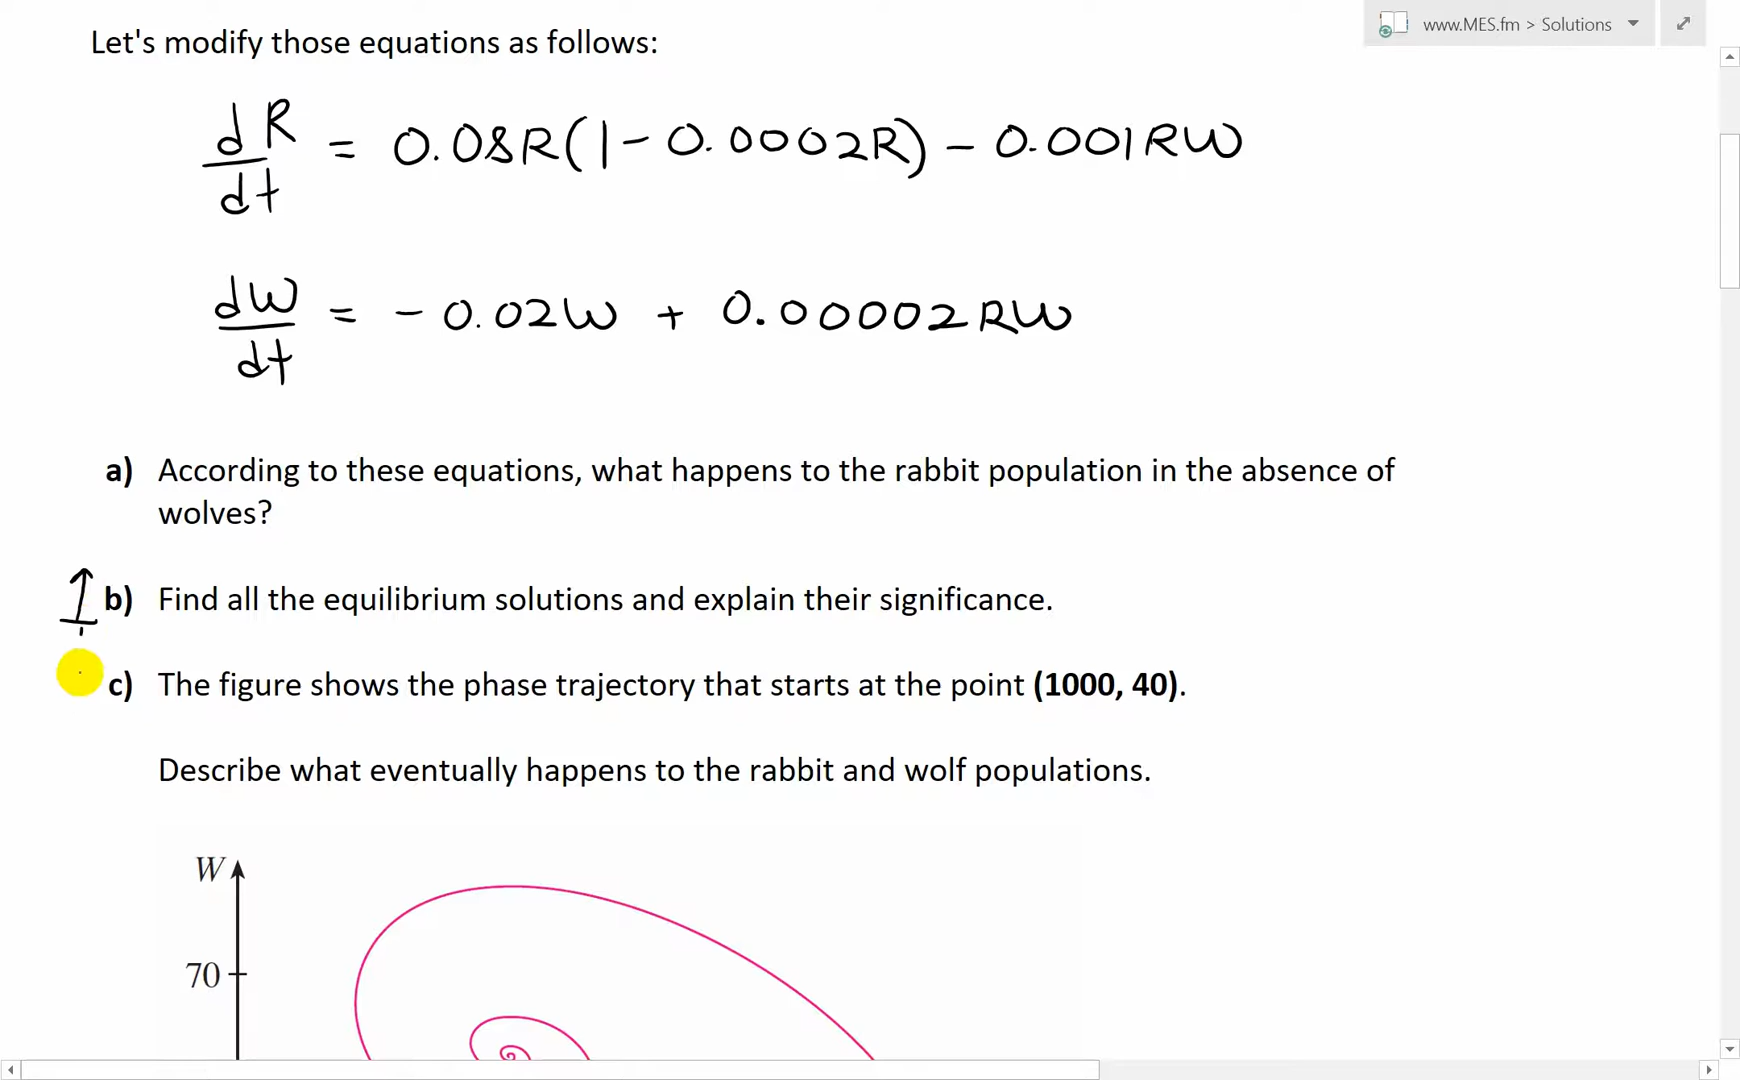 www.MES.fm > Solutions
Let's modify those equations as follows:
dR/dt = 0.08R(1 - 0.0002R) - 0.001RW
dW/dt = - 0.02W + 0.00002RW
a) According to these equations, what happens to the rabbit population in the absence of
wolves?
b) Find all the equilibrium solutions and explain their significance.
c) The figure shows the phase trajectory that starts at the point (1000, 40).
Describe what eventually happens to the rabbit and wolf populations.
W
70